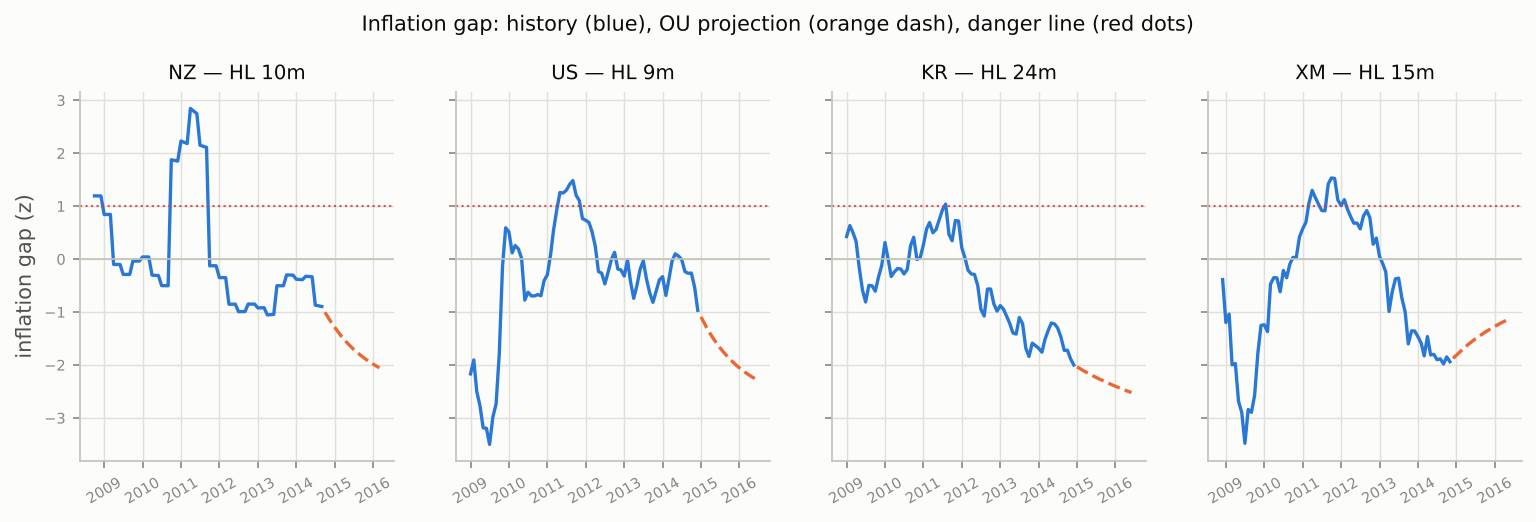 Inflation gap: history (blue), OU projection (orange dash), danger line (red dots)
NZ — HL 10m
US — HL 9m
KR — HL 24m
XM — HL 15m
inflation gap (z)
3
2
1
0
−1
−2
−3
2009 2010 2011 2012 2013 2014 2015 2016
2009 2010 2011 2012 2013 2014 2015 2016
2009 2010 2011 2012 2013 2014 2015 2016
2009 2010 2011 2012 2013 2014 2015 2016